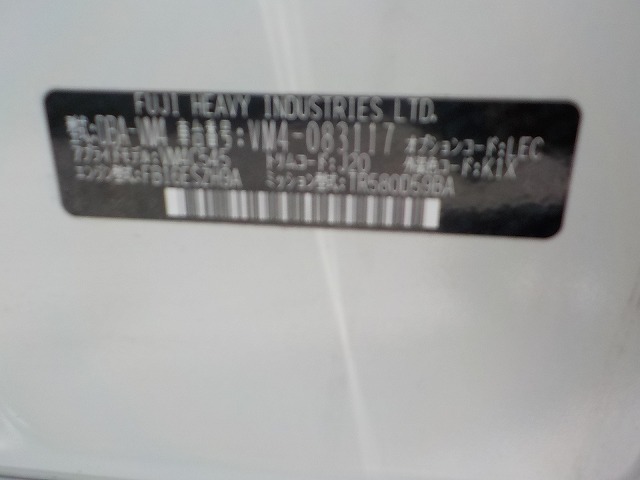 FUJI HEAVY INDUSTRIES LTD.
型式:DBA-VM4 車台番号:VM4-083117 オプションコード:LEC
アプライドモデル:VM4C545 トリムコード:J20 外装色コード:K1X
エンジン型式: ミッション型式:TR580DD9BA